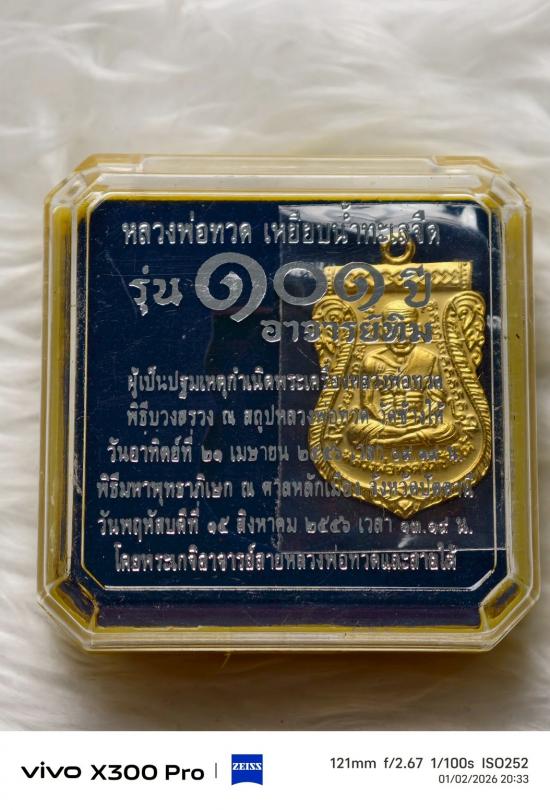 หลวงพ่อทวด เหยียบน้ำทะเลจืด
รุ่น ๑๐๑ ปี
อาจารย์ทิม
ผู้เป็นปฐมเหตุกำเนิดพระเครื่องหลวงพ่อทวด
พิธีบวงสรวง ณ สถูปหลวงพ่อทวด วัดช้างให้
วันอาทิตย์ที่ ๒๑ เมษายน ๒๕๕๖ เวลา น.
พิธีมหาพุทธาภิเษก ณ ศาลหลักเมือง จังหวัดปัตตานี
วันพฤหัสบดีที่ ๑๕ สิงหาคม ๒๕๕๖ เวลา ๑๓.๑๙ น.
โดยพระเกจิอาจารย์สายหลวงพ่อทวดและสายใต้
vivo X300 Pro | ZEISS
121mm f/2.67 1/100s ISO252
01/02/2026 20:33